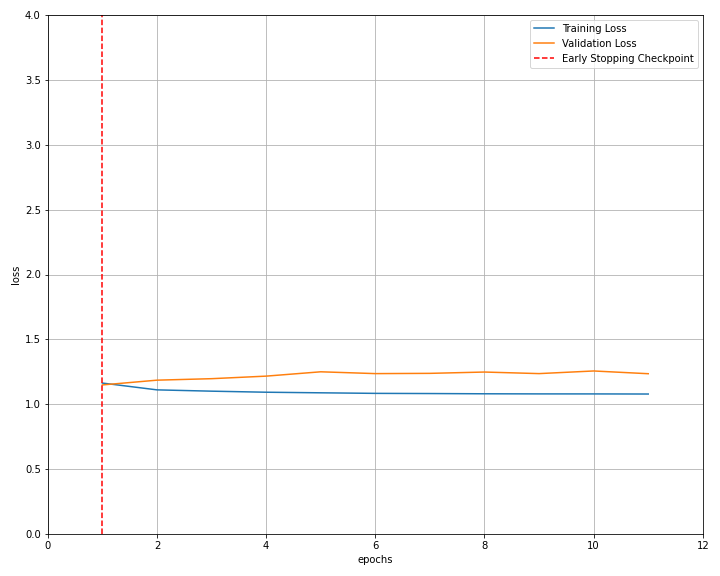 4.0
3.5
3.0
2.5
2.0
1.5
1.0
0.5
0.0
loss
Training Loss
Validation Loss
Early Stopping Checkpoint
0 2 4 6 8 10 12
epochs